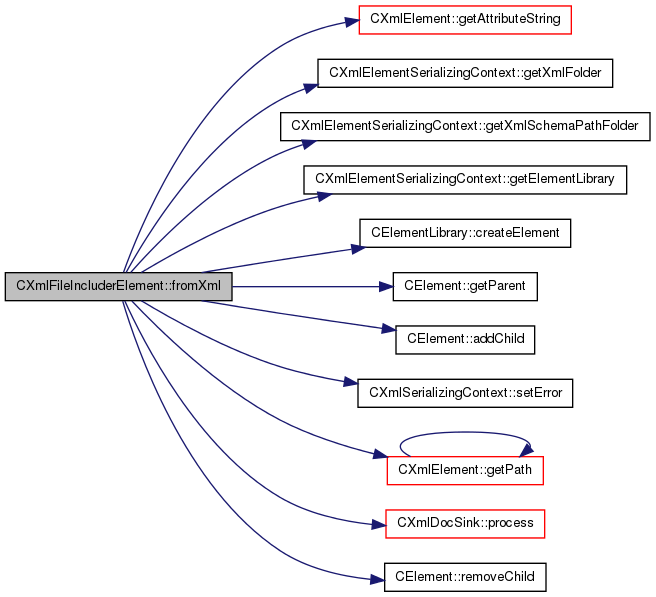 CXmlElement::getAttributeString
CXmlElementSerializingContext::getXmlFolder
CXmlElementSerializingContext::getXmlSchemaPathFolder
CXmlElementSerializingContext::getElementLibrary
CElementLibrary::createElement
CXmlFileIncluderElement::fromXml
CElement::getParent
CElement::addChild
CXmlSerializingContext::setError
CXmlElement::getPath
CXmlDocSink::process
CElement::removeChild